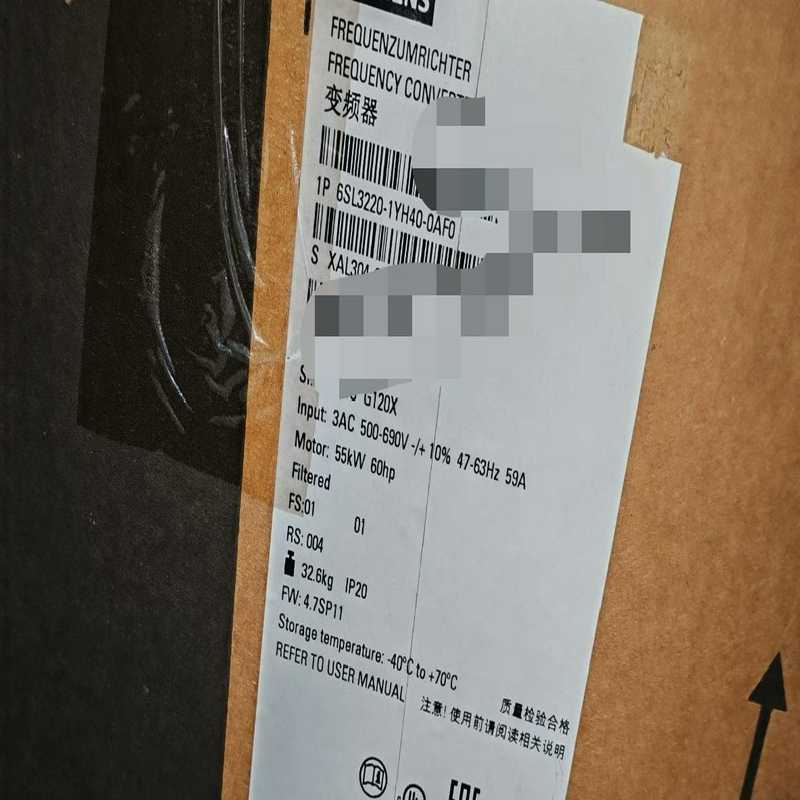 FREQUENZUMRICHTER
FREQUENCY
变频器
1P 6SL3220-1YH40-0AF0
S XAL304
G120X
Input: 3AC 500-690V -/+ 10% 47-63Hz 59A
Motor: 55kW 60hp
Filtered
FS:01 01
RS: 004
32.6kg IP20
FW: 4.7SP11
Storage temperature: -40°C to +70°C
REFER TO USER MANUAL
质量检验合格
注意! 使用前请阅读相关说明